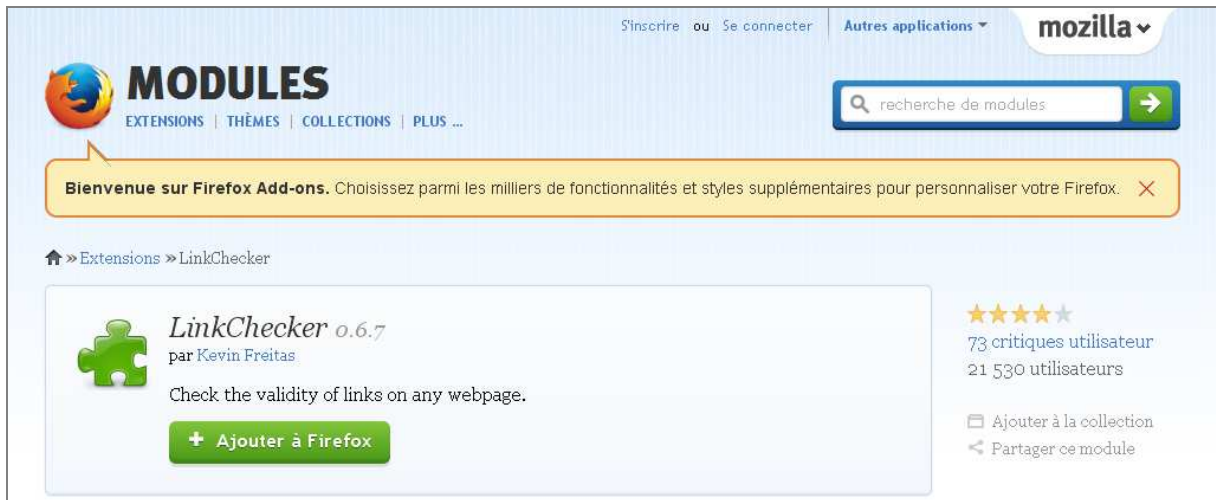 S'inscrire ou Se connecter Autres applications mozilla
MODULES
EXTENSIONS | THÈMES | COLLECTIONS | PLUS ...
recherche de modules
Bienvenue sur Firefox Add-ons. Choisissez parmi les milliers de fonctionnalités et styles supplémentaires pour personnaliser votre Firefox.
» Extensions » LinkChecker
LinkChecker 0.6.7
par Kevin Freitas
Check the validity of links on any webpage.
+ Ajouter à Firefox
73 critiques utilisateur
21 530 utilisateurs
Ajouter à la collection
Partager ce module